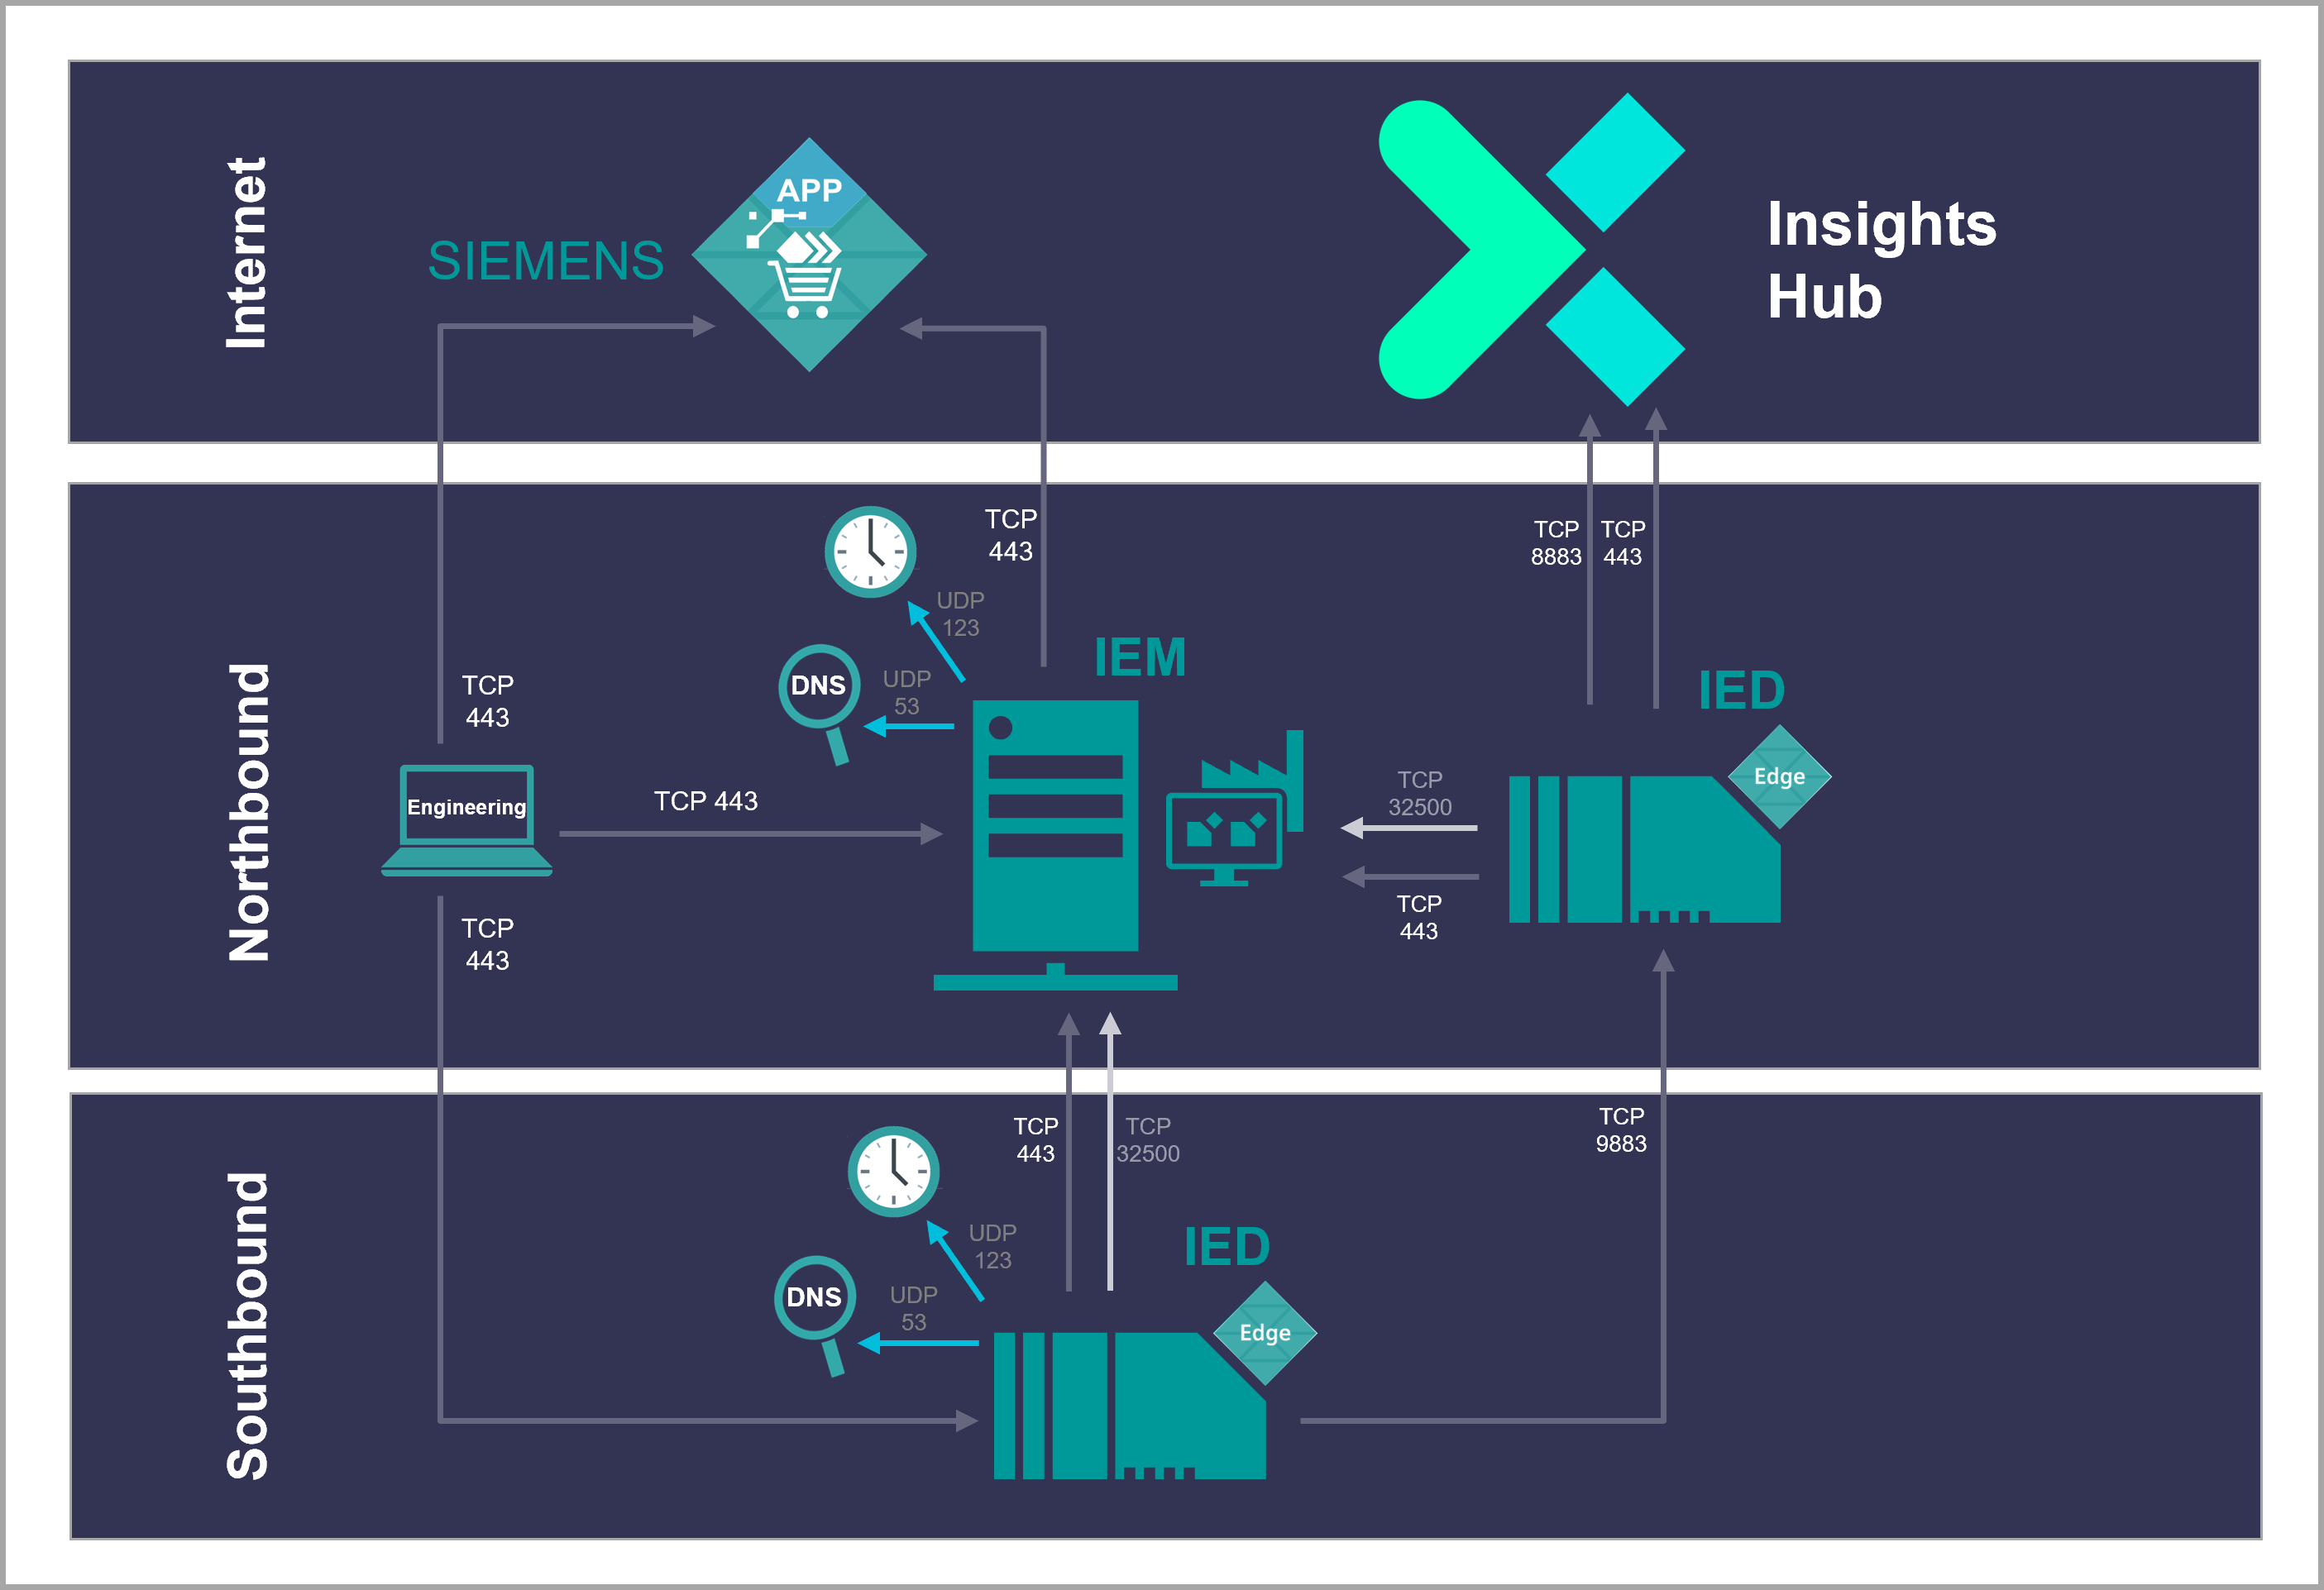 Internet
SIEMENS
APP
Insights
Hub
Northbound
TCP
443
TCP
443
UDP
123
DNS
UDP
53
IEM
TCP
8883
TCP
443
IED
Edge
Engineering
TCP 443
TCP
32500
TCP
443
TCP
443
Southbound
TCP
443
TCP
32500
TCP
9883
UDP
123
DNS
UDP
53
IED
Edge